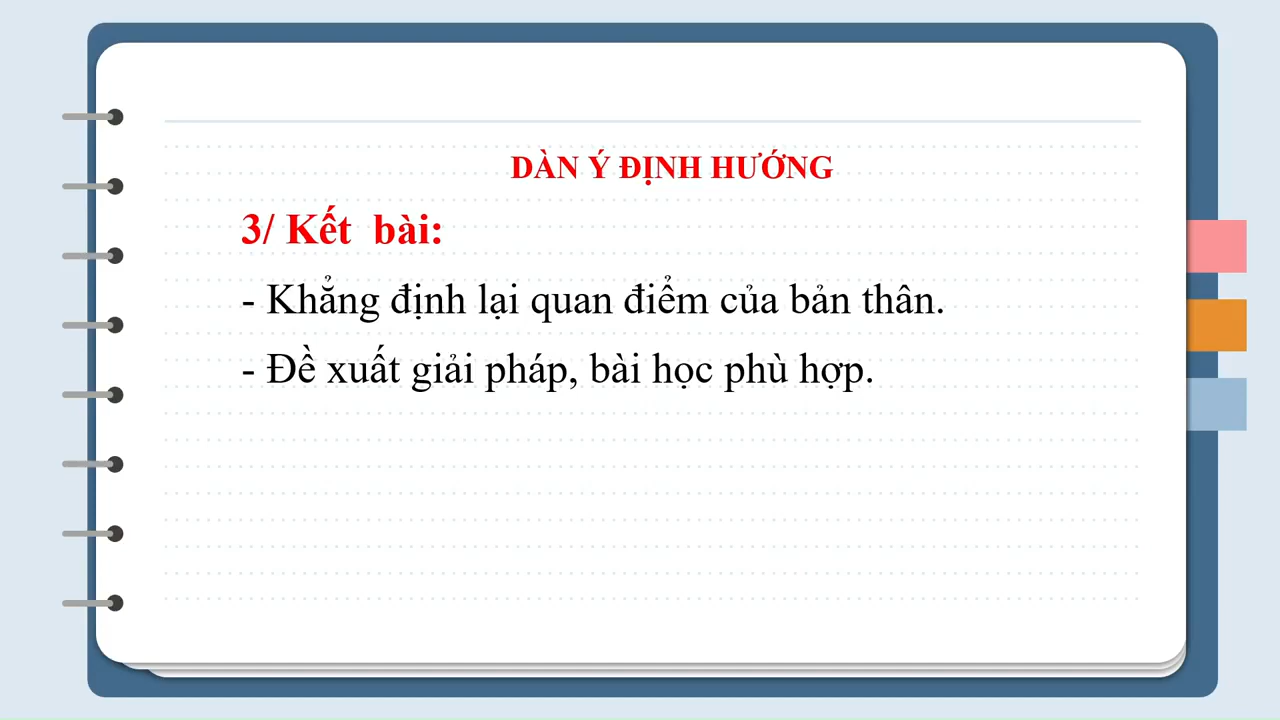 DÀN Ý ĐỊNH HƯỚNG
3/ Kết bài:
- Khẳng định lại quan điểm của bản thân.
- Đề xuất giải pháp, bài học phù hợp.